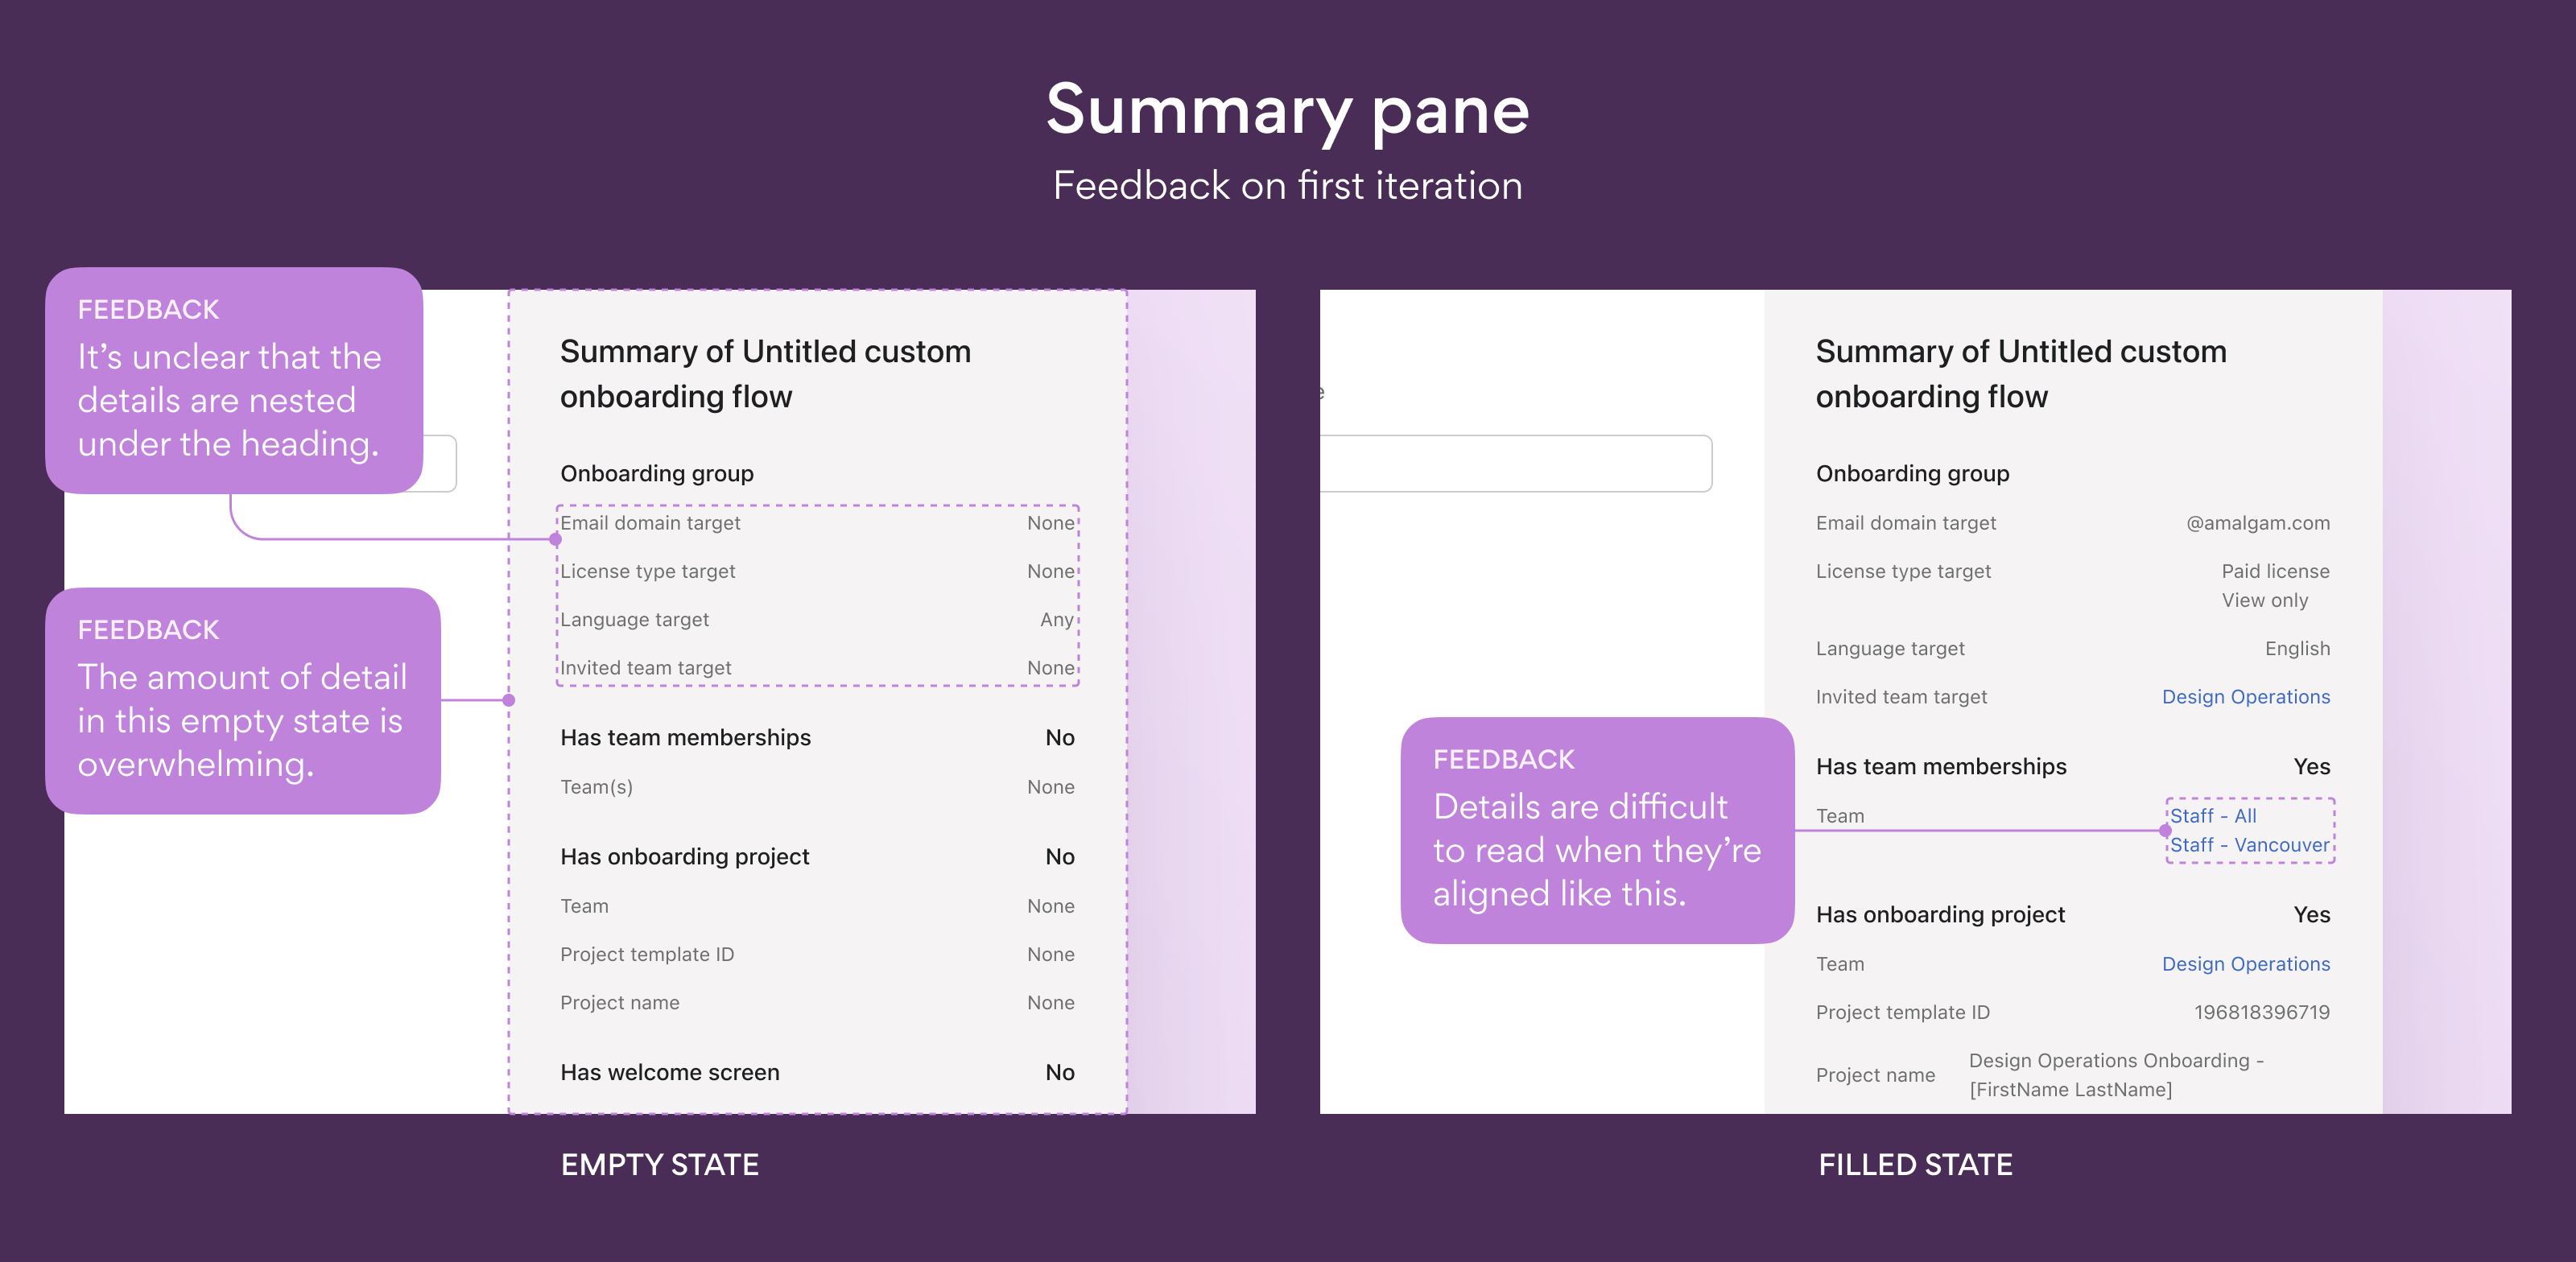 Summary pane
Feedback on first iteration
FEEDBACK
It’s unclear that the
details are nested
under the heading.
FEEDBACK
The amount of detail
in this empty state is
overwhelming.
Summary of Untitled custom
onboarding flow
Onboarding group
Email domain target None
License type target None
Language target Any
Invited team target None
Has team memberships No
Team(s) None
Has onboarding project No
Team None
Project template ID None
Project name None
Has welcome screen No
EMPTY STATE
e
Summary of Untitled custom
onboarding flow
Onboarding group
Email domain target @amalgam.com
License type target Paid license
View only
Language target English
Invited team target Design Operations
FEEDBACK
Details are difficult
to read when they’re
aligned like this.
Has team memberships Yes
Team Staff - All
Staff - Vancouver
Has onboarding project Yes
Team Design Operations
Project template ID 196818396719
Project name Design Operations Onboarding -
[FirstName LastName]
FILLED STATE